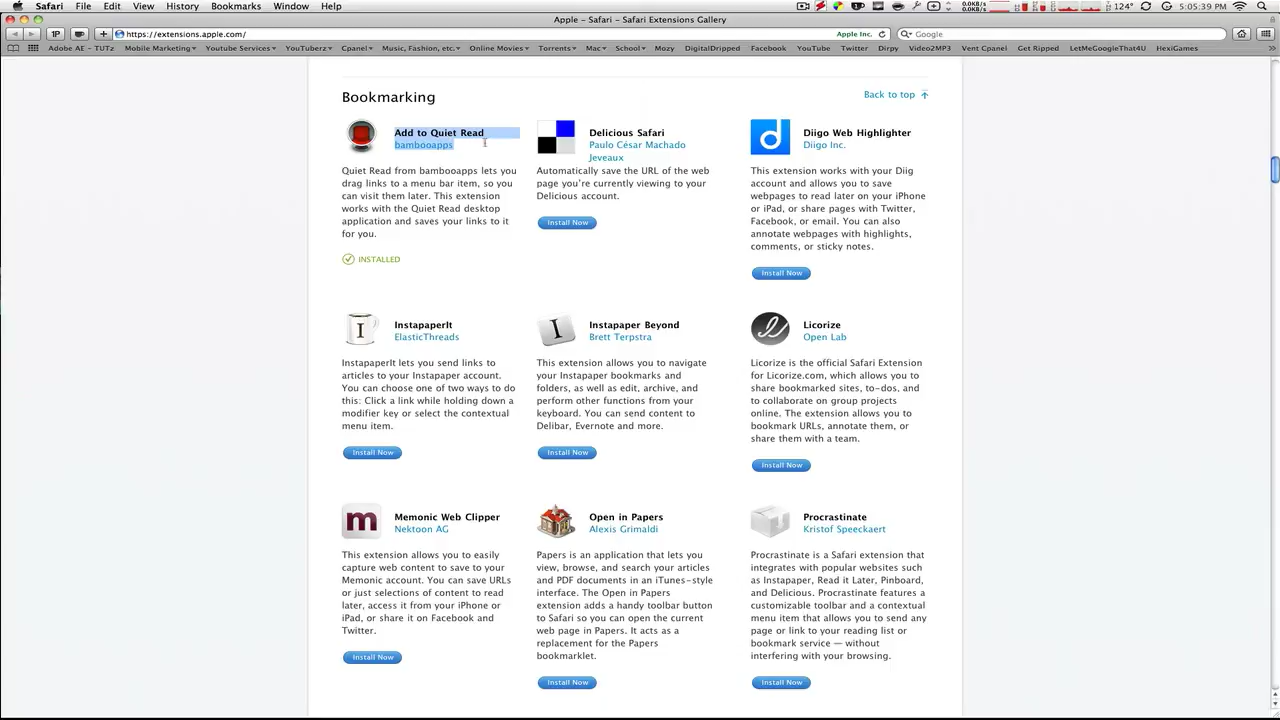 Safari File Edit View History Bookmarks Window Help
124° 5:05:39 PM
Apple - Safari - Safari Extensions Gallery
1P https://extensions.apple.com/ Apple Inc. Google
Adobe AE - TUTz Mobile Marketing Youtube Services YouTuberz Cpanel Music, Fashion, etc. Online Movies Torrents Mac School Mozy DigitalDripped Facebook YouTube Twitter Dirpy Video2MP3 Vent Cpanel Get Ripped LetMeGoogleThat4U HexiGames
Bookmarking
Back to top
Add to Quiet Read
bambooapps
Quiet Read from bambooapps lets you
drag links to a menu bar item, so you
can visit them later. This extension
works with the Quiet Read desktop
application and saves your links to it
for you.
INSTALLED
Delicious Safari
Paulo César Machado
Jeveaux
Automatically save the URL of the web
page you're currently viewing to your
Delicious account.
Install Now
Diigo Web Highlighter
Diigo Inc.
This extension works with your Diig
account and allows you to save
webpages to read later on your iPhone
or iPad, or share pages with Twitter,
Facebook, or email. You can also
annotate webpages with highlights,
comments, or sticky notes.
Install Now
InstapaperIt
ElasticThreads
InstapaperIt lets you send links to
articles to your Instapaper account.
You can choose one of two ways to do
this: Click a link while holding down a
modifier key or select the contextual
menu item.
Install Now
Instapaper Beyond
Brett Terpstra
This extension allows you to navigate
your Instapaper bookmarks and
folders, as well as edit, archive, and
perform other functions from your
keyboard. You can send content to
Delibar, Evernote and more.
Install Now
Licorize
Open Lab
Licorize is the official Safari Extension
for Licorize.com, which allows you to
share bookmarked sites, to-dos, and
to collaborate on group projects
online. The extension allows you to
bookmark URLs, annotate them, or
share them with a team.
Install Now
Memonic Web Clipper
Nektoon AG
This extension allows you to easily
capture web content to save to your
Memonic account. You can save URLs
or just selections of content to read
later, access it from your iPhone or
iPad, or share it on Facebook and
Twitter.
Install Now
Open in Papers
Alexis Grimaldi
Papers is an application that lets you
view, browse, and search your articles
and PDF documents in an iTunes-style
interface. The Open in Papers
extension adds a handy toolbar button
to Safari so you can open the current
web page in Papers. It acts as a
replacement for the Papers
bookmarklet.
Install Now
Procrastinate
Kristof Speeckaert
Procrastinate is a Safari extension that
integrates with popular websites such
as Instapaper, Read it Later, Pinboard,
and Delicious. Procrastinate features a
customizable toolbar and a contextual
menu item that allows you to send any
page or link to your reading list or
bookmark service — without
interfering with your browsing.
Install Now